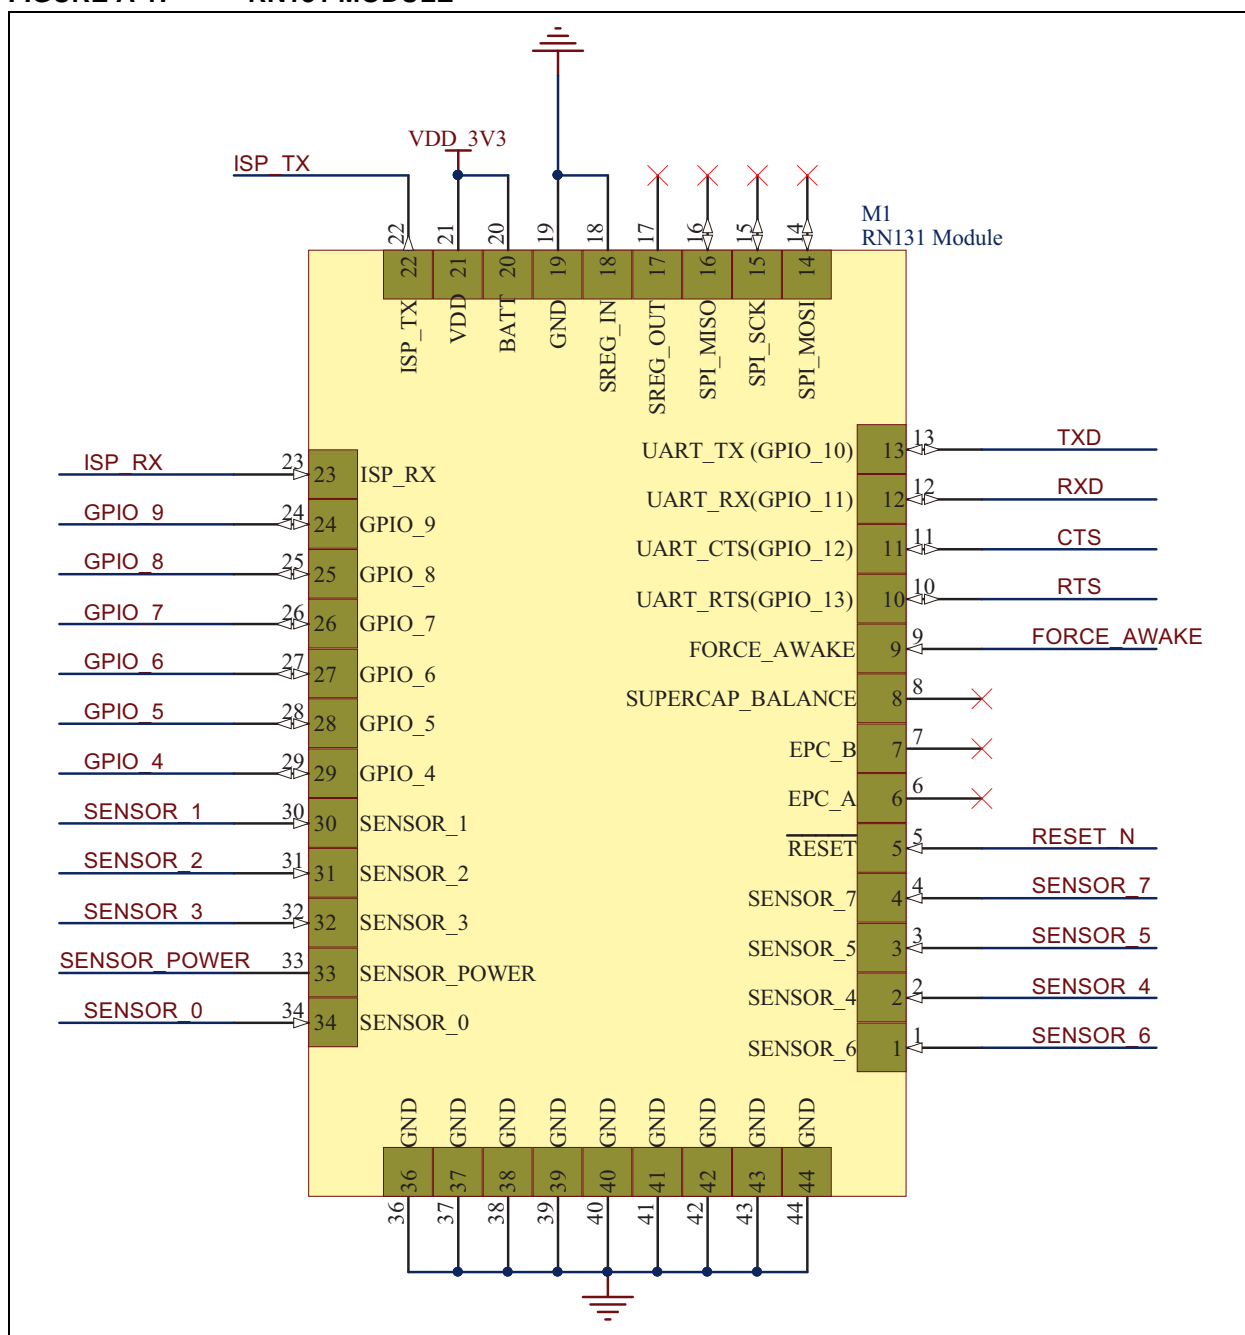 FIGURE A-1: RN131 MODULE
VDD_3V3
ISP_TX
22 21 20 19 18 17 16 15 14
M1
RN131 Module
22 21 20 19 18 17 16 15 14
ISP_TX VDD BATT GND SREG_IN SREG_OUT SPI_MISO SPI_SCK SPI_MOSI
ISP_RX 23 23 ISP_RX
GPIO_9 24 24 GPIO_9
GPIO_8 25 25 GPIO_8
GPIO_7 26 26 GPIO_7
GPIO_6 27 27 GPIO_6
GPIO_5 28 28 GPIO_5
GPIO_4 29 29 GPIO_4
SENSOR_1 30 30 SENSOR_1
SENSOR_2 31 31 SENSOR_2
SENSOR_3 32 32 SENSOR_3
SENSOR_POWER 33 33 SENSOR_POWER
SENSOR_0 34 34 SENSOR_0
UART_TX (GPIO_10) 13 13 TXD
UART_RX(GPIO_11) 12 12 RXD
UART_CTS(GPIO_12) 11 11 CTS
UART_RTS(GPIO_13) 10 10 RTS
FORCE_AWAKE 9 9 FORCE_AWAKE
SUPERCAP_BALANCE 8 8
EPC_B 7 7
EPC_A 6 6
RESET 5 5 RESET_N
SENSOR_7 4 4 SENSOR_7
SENSOR_5 3 3 SENSOR_5
SENSOR_4 2 2 SENSOR_4
SENSOR_6 1 1 SENSOR_6
GND GND GND GND GND GND GND GND GND
36 37 38 39 40 41 42 43 44
36 37 38 39 40 41 42 43 44